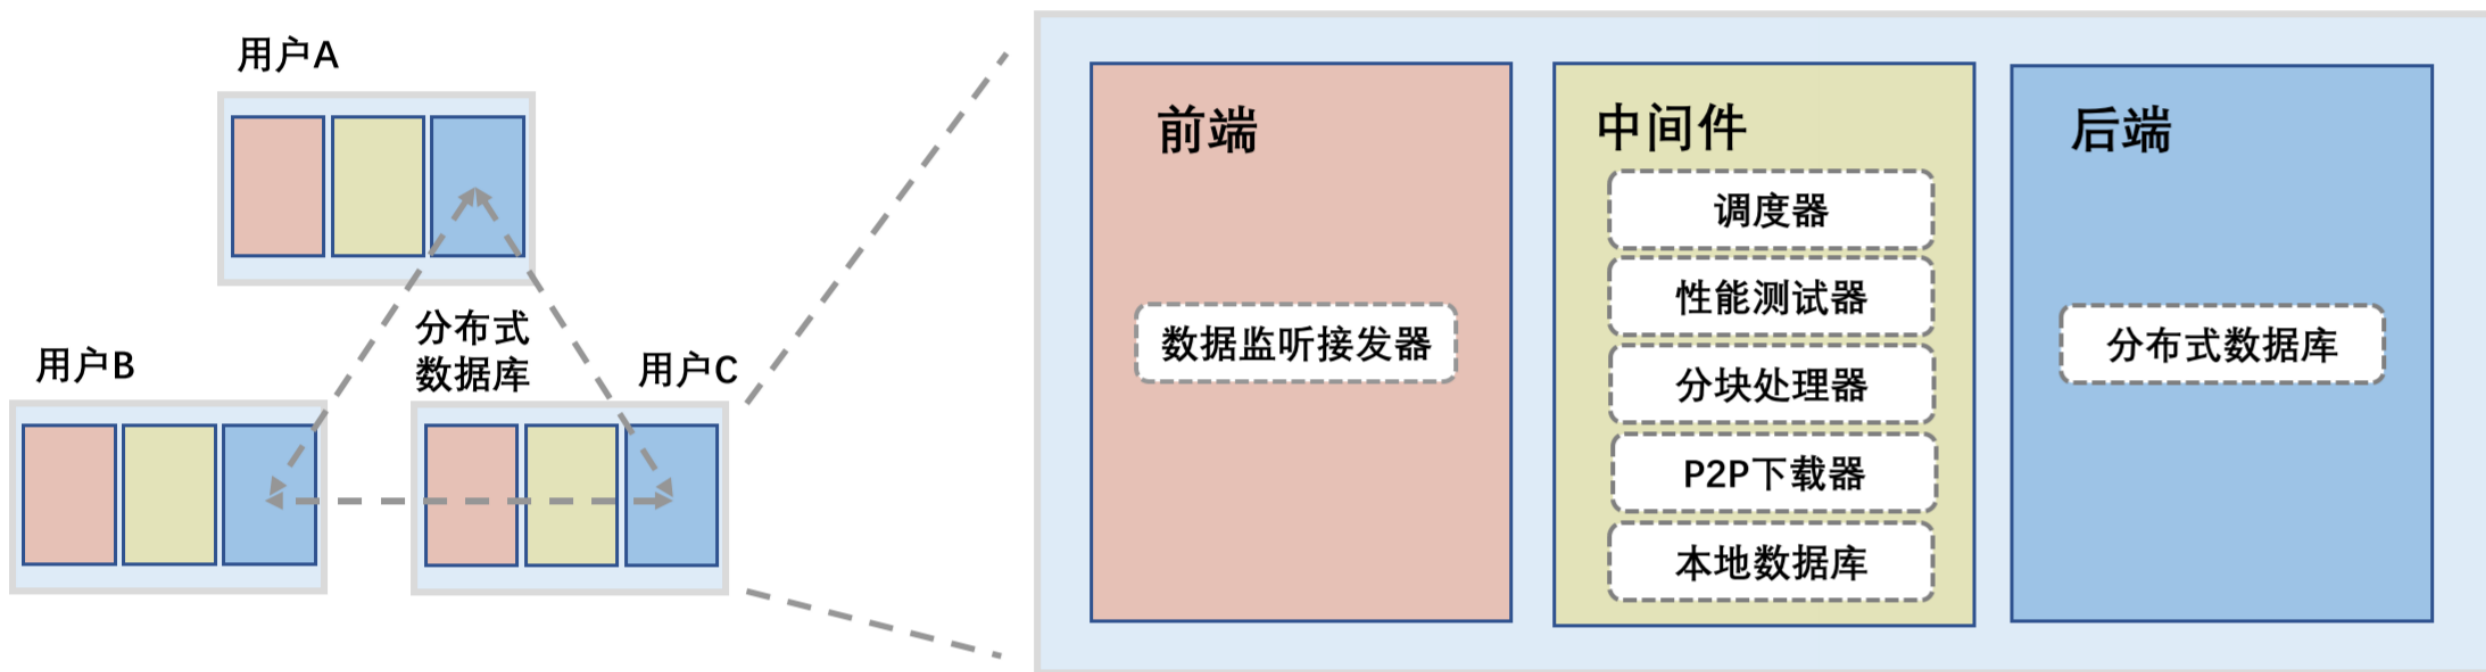 用户A
用户B
分布式
数据库
用户C
前端
数据监听接发器
中间件
调度器
性能测试器
分块处理器
P2P下载器
本地数据库
后端
分布式数据库